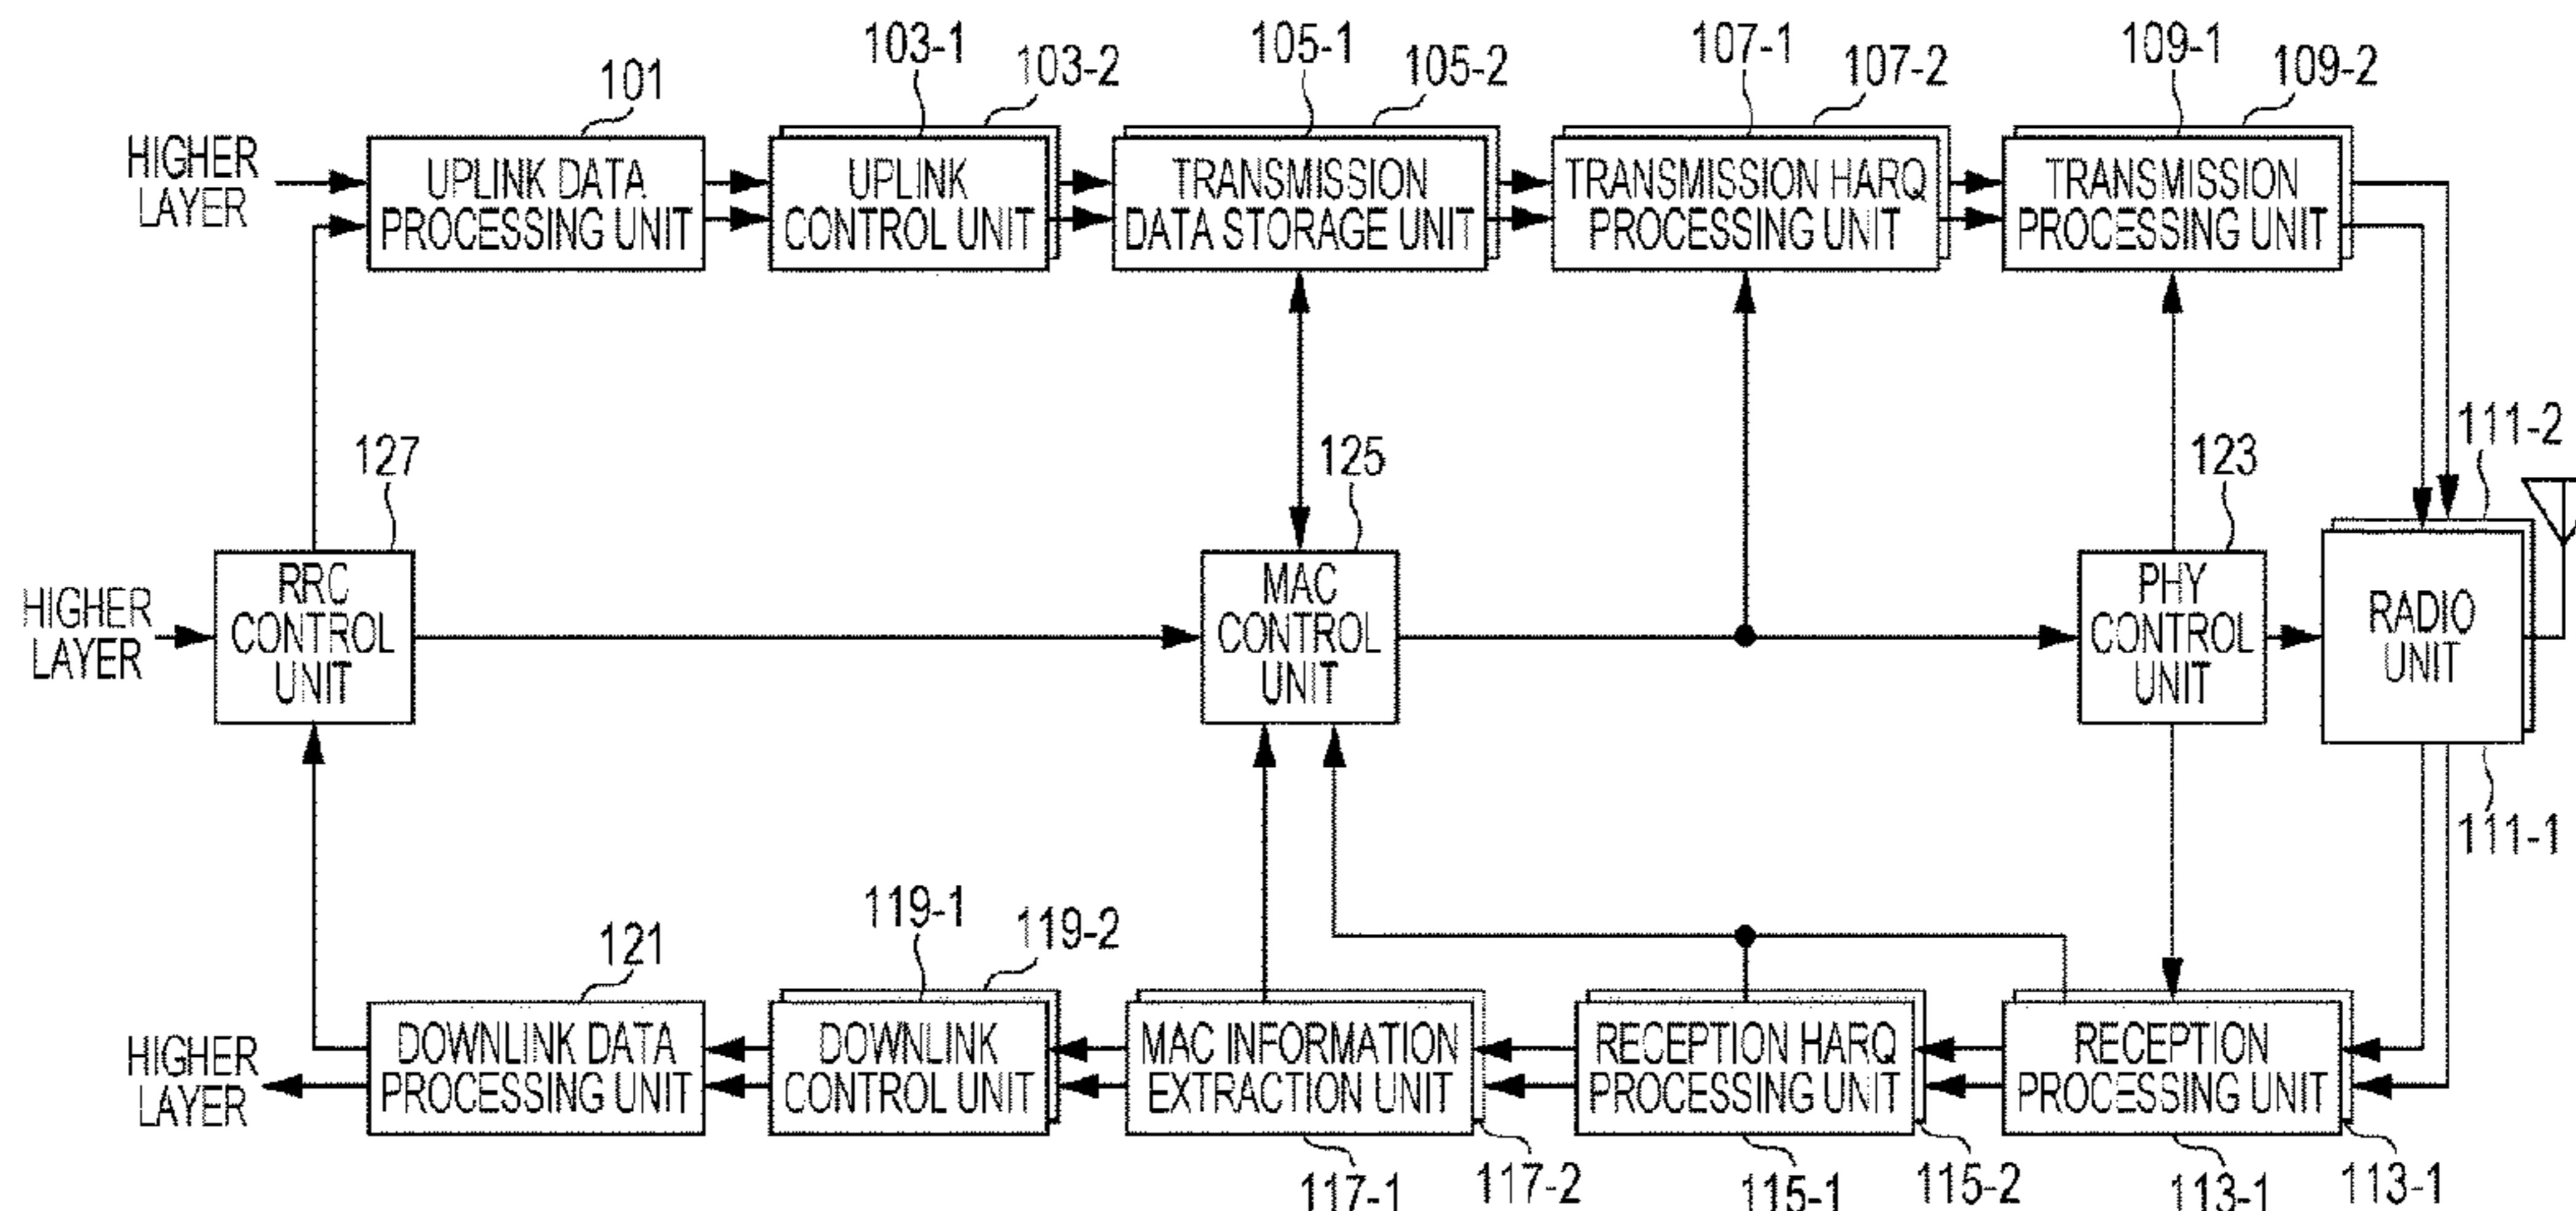 103-1
105-1
107-1
109-1
101
103-2
105-2
107-2
109-2
HIGHER
LAYER
UPLINK DATA
PROCESSING UNIT
UPLINK
CONTROL UNIT
TRANSMISSION
DATA STORAGE UNIT
TRANSMISSION HARQ
PROCESSING UNIT
TRANSMISSION
PROCESSING UNIT
127
125
123
111-2
HIGHER
LAYER
RRC
CONTROL
UNIT
MAC
CONTROL
UNIT
PHY
CONTROL
UNIT
RADIO
UNIT
111-1
121
119-1
119-2
HIGHER
LAYER
DOWNLINK DATA
PROCESSING UNIT
DOWNLINK
CONTROL UNIT
MAC INFORMATION
EXTRACTION UNIT
RECEPTION HARQ
PROCESSING UNIT
RECEPTION
PROCESSING UNIT
117-1
117-2
115-1
115-2
113-1
113-1